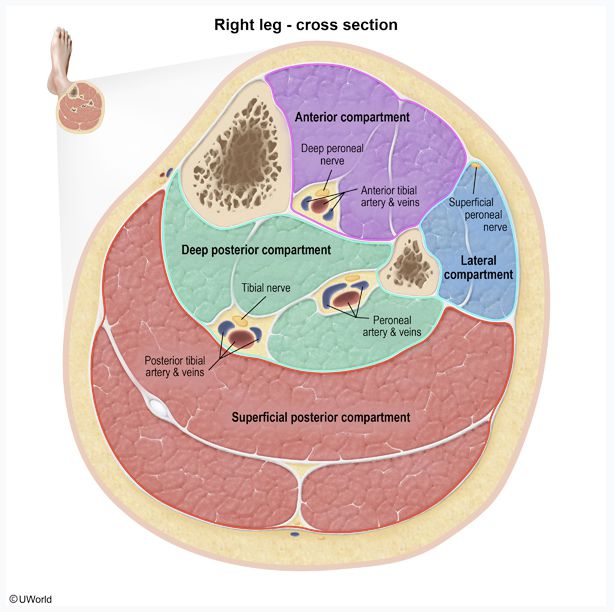 Right leg - cross section
Anterior compartment
Deep peroneal
nerve
Anterior tibial
artery & veins
Superficial
peroneal
nerve
Deep posterior compartment
Lateral
compartment
Tibial nerve
Peroneal
artery & veins
Posterior tibial
artery & veins
Superficial posterior compartment
©UWorld